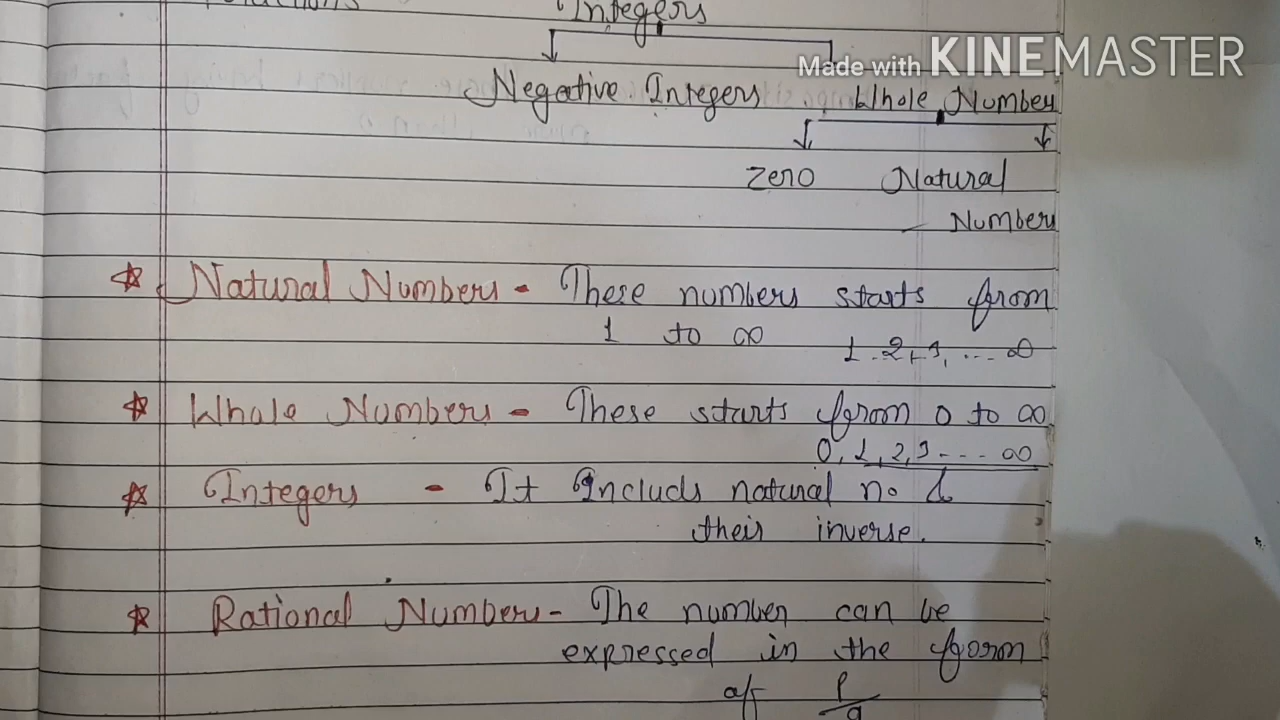 Integers
Made with KINEMASTER
Negative Integers Whole Number
Zero Natural
Numbers
Natural Numbers - These numbers starts from
1 to ∞
1, 2, 3, ... ∞
Whole Numbers - These starts from 0 to ∞
0, 1, 2, 3 --- ∞
Integers - It Includs natural no &
their inverse.
Rational Numbers - The number can be
expressed in the form
of p/q